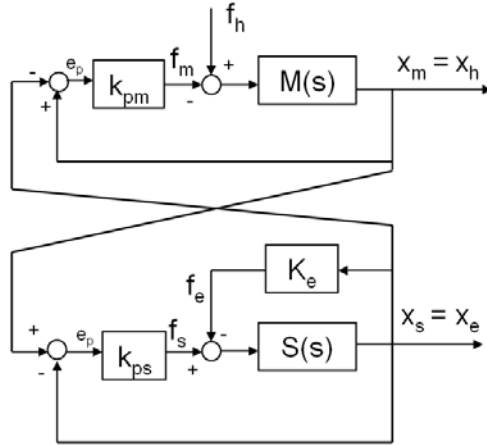 f_h
- e_p f_m + x_m = x_h
k_pm M(s)
+ -
K_e
f_e
+ e_p f_s - x_s = x_e
k_ps S(s)
- +